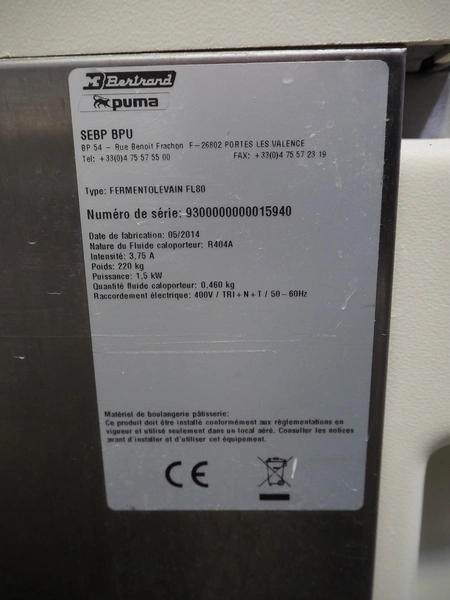 Bertrand
puma
SEBP BPU
BP 54 – Rue Benoit Frachon F–26802 PORTES LES VALENCE
Tel: +33(0)4 75 57 55 00 FAX: +33(0)4 75 57 23 19
Type: FERMENTOLEVAIN FL80
Numéro de série: 9300000000015940
Date de fabrication: 05/2014
Nature du Fluide caloporteur: R404A
Intensité: 3,75 A
Poids: 220 kg
Puissance: 1,5 kW
Quantité fluide caloporteur: 0,460 kg
Raccordement électrique: 400V / TRI+N+T / 50–60Hz
Matériel de boulangerie pâtisserie:
Ce produit doit être installé conformément aux réglementations en
vigueur et utilisé seulement dans un local aéré. Consulter les notices
avant d'installer et d'utiliser cet équipement.
CE